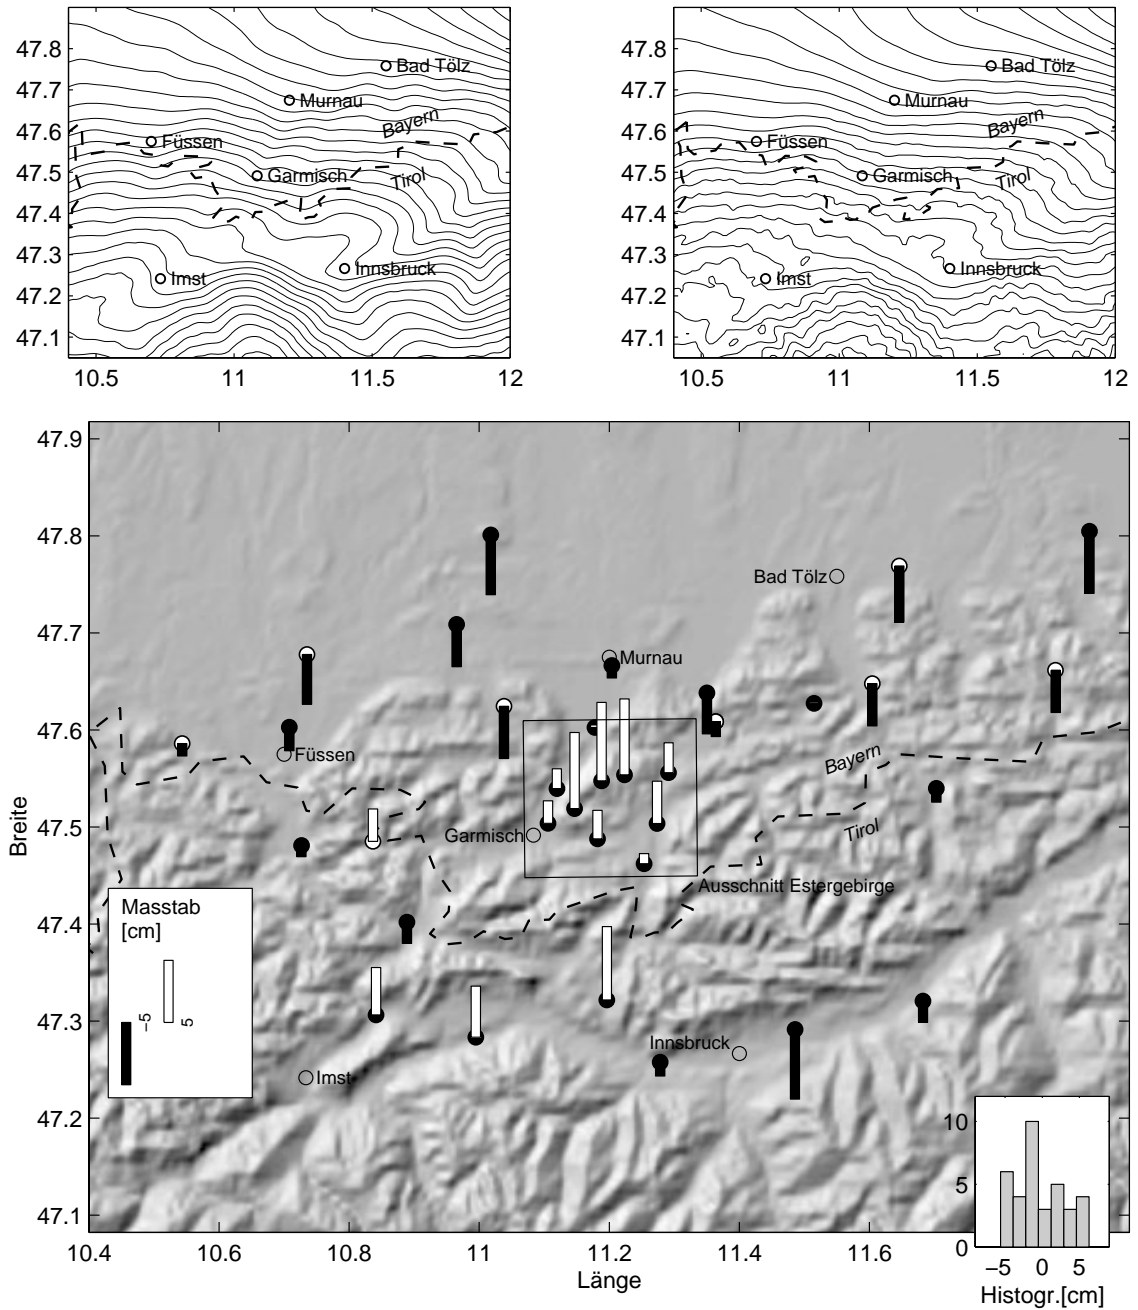 47.8
47.7
47.6
47.5
47.4
47.3
47.2
47.1
10.5
11
11.5
12
Bad Tölz
Murnau
Bayern
Füssen
Garmisch
Tirol
Imst
Innsbruck
47.8
47.7
47.6
47.5
47.4
47.3
47.2
47.1
10.5
11
11.5
12
Bad Tölz
Murnau
Bayern
Füssen
Garmisch
Tirol
Imst
Innsbruck
47.9
47.8
47.7
47.6
47.5
47.4
47.3
47.2
47.1
Breite
10.4
10.6
10.8
11
11.2
11.4
11.6
Länge
Bad Tölz
Murnau
Füssen
Bayern
Tirol
Garmisch
Ausschnitt Estergebirge
Innsbruck
Imst
Masstab
[cm]
−5
5
10
5
0
−5
0
5
Histogr.[cm]